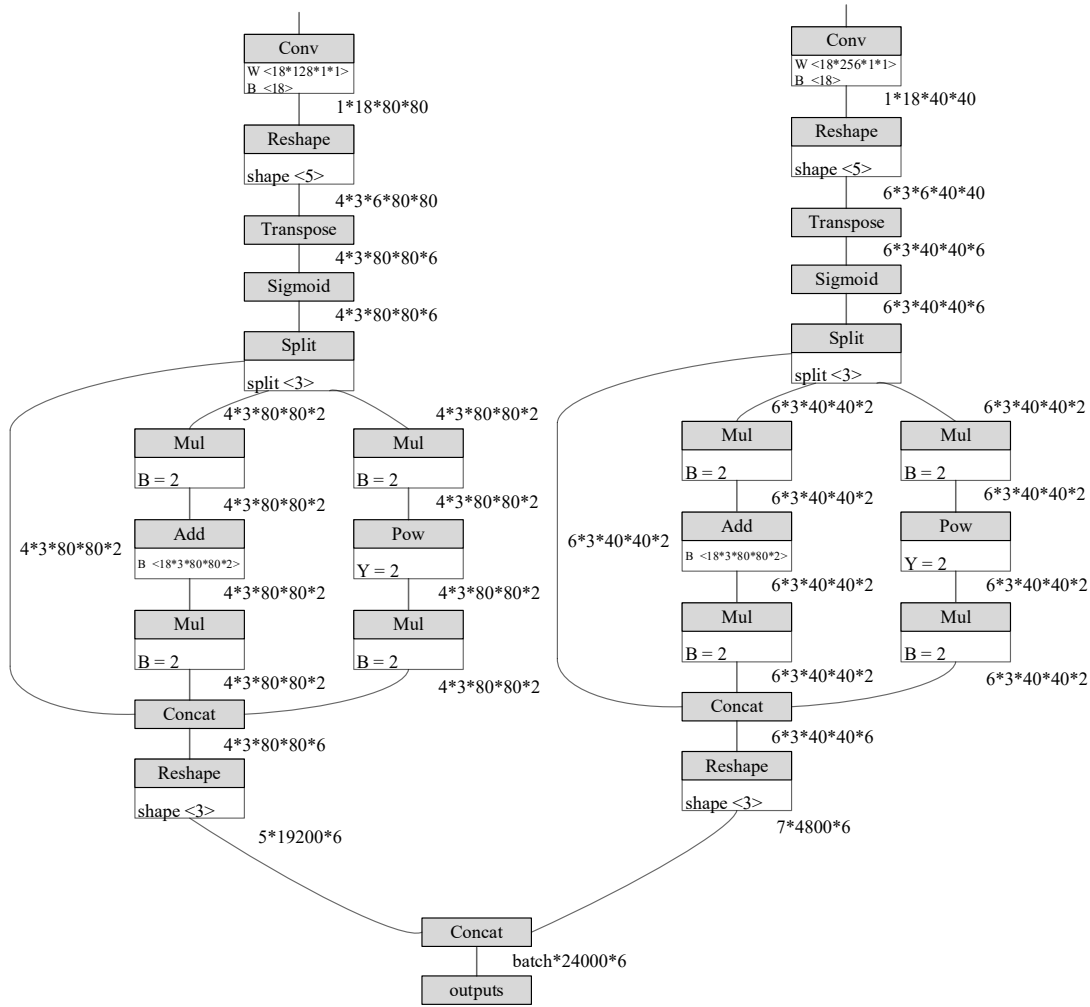 Conv
W <18*128*1*1>
B <18>
1*18*80*80
Reshape
shape <5>
4*3*6*80*80
Transpose
4*3*80*80*6
Sigmoid
4*3*80*80*6
Split
split <3>
4*3*80*80*2
4*3*80*80*2
Mul
B = 2
Mul
B = 2
4*3*80*80*2
4*3*80*80*2
4*3*80*80*2
Add
B <18*3*80*80*2>
Pow
Y = 2
4*3*80*80*2
4*3*80*80*2
Mul
B = 2
Mul
B = 2
4*3*80*80*2
4*3*80*80*2
Concat
4*3*80*80*6
Reshape
shape <3>
5*19200*6
Conv
W <18*256*1*1>
B <18>
1*18*40*40
Reshape
shape <5>
6*3*6*40*40
Transpose
6*3*40*40*6
Sigmoid
6*3*40*40*6
Split
split <3>
6*3*40*40*2
6*3*40*40*2
Mul
B = 2
Mul
B = 2
6*3*40*40*2
6*3*40*40*2
6*3*40*40*2
Add
B <18*3*80*80*2>
Pow
Y = 2
6*3*40*40*2
6*3*40*40*2
Mul
B = 2
Mul
B = 2
6*3*40*40*2
6*3*40*40*2
Concat
6*3*40*40*6
Reshape
shape <3>
7*4800*6
Concat
batch*24000*6
outputs